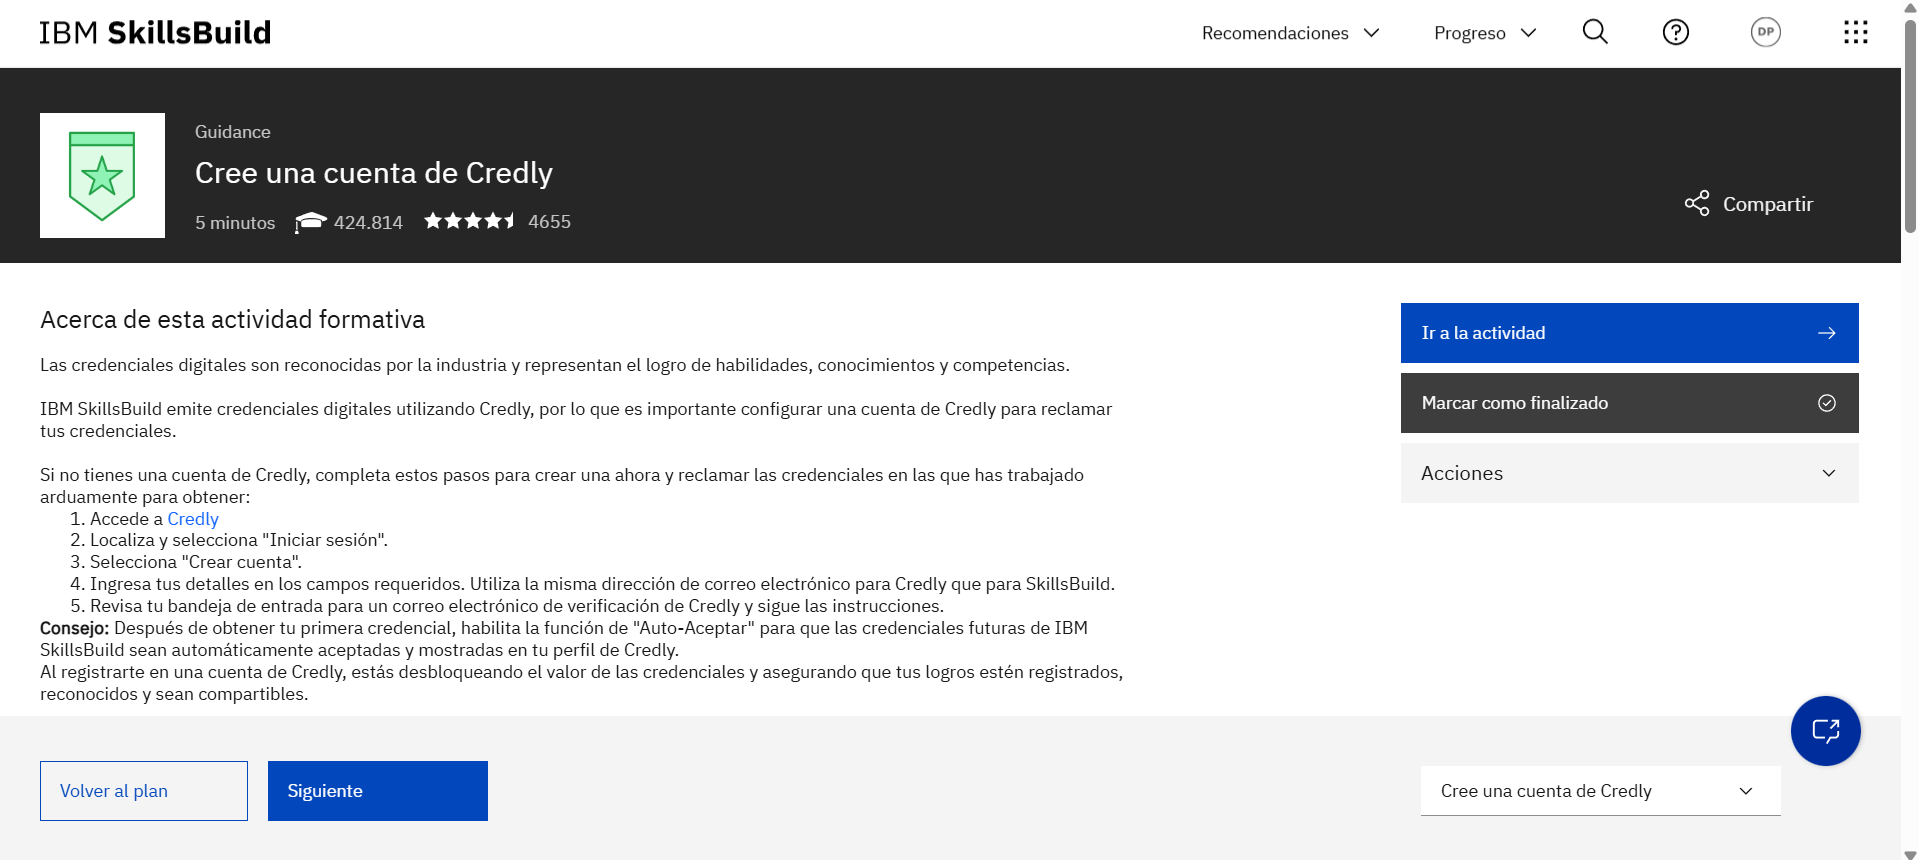 IBM SkillsBuild
Recomendaciones
Progreso
DP
Guidance
Cree una cuenta de Credly
5 minutos 424.814 4655
Compartir
Acerca de esta actividad formativa
Las credenciales digitales son reconocidas por la industria y representan el logro de habilidades, conocimientos y competencias.
IBM SkillsBuild emite credenciales digitales utilizando Credly, por lo que es importante configurar una cuenta de Credly para reclamar
tus credenciales.
Si no tienes una cuenta de Credly, completa estos pasos para crear una ahora y reclamar las credenciales en las que has trabajado
arduamente para obtener:
1. Accede a Credly
2. Localiza y selecciona "Iniciar sesión".
3. Selecciona "Crear cuenta".
4. Ingresa tus detalles en los campos requeridos. Utiliza la misma dirección de correo electrónico para Credly que para SkillsBuild.
5. Revisa tu bandeja de entrada para un correo electrónico de verificación de Credly y sigue las instrucciones.
Consejo: Después de obtener tu primera credencial, habilita la función de "Auto-Aceptar" para que las credenciales futuras de IBM
SkillsBuild sean automáticamente aceptadas y mostradas en tu perfil de Credly.
Al registrarte en una cuenta de Credly, estás desbloqueando el valor de las credenciales y asegurando que tus logros estén registrados,
reconocidos y sean compartibles.
Ir a la actividad
Marcar como finalizado
Acciones
Volver al plan
Siguiente
Cree una cuenta de Credly